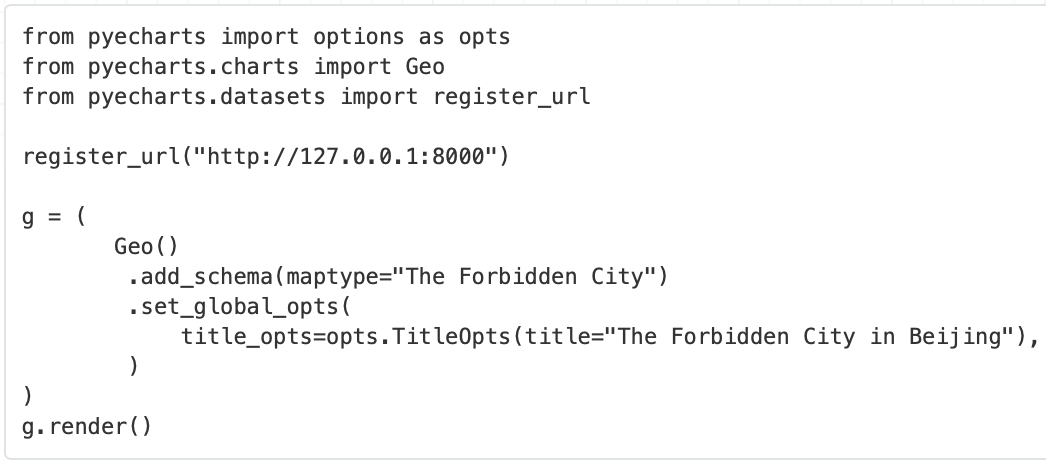 from pyecharts import options as opts
from pyecharts.charts import Geo
from pyecharts.datasets import register_url

register_url("http://127.0.0.1:8000")

g = (
       Geo()
        .add_schema(maptype="The Forbidden City")
        .set_global_opts(
            title_opts=opts.TitleOpts(title="The Forbidden City in Beijing"),
        )
)
g.render()